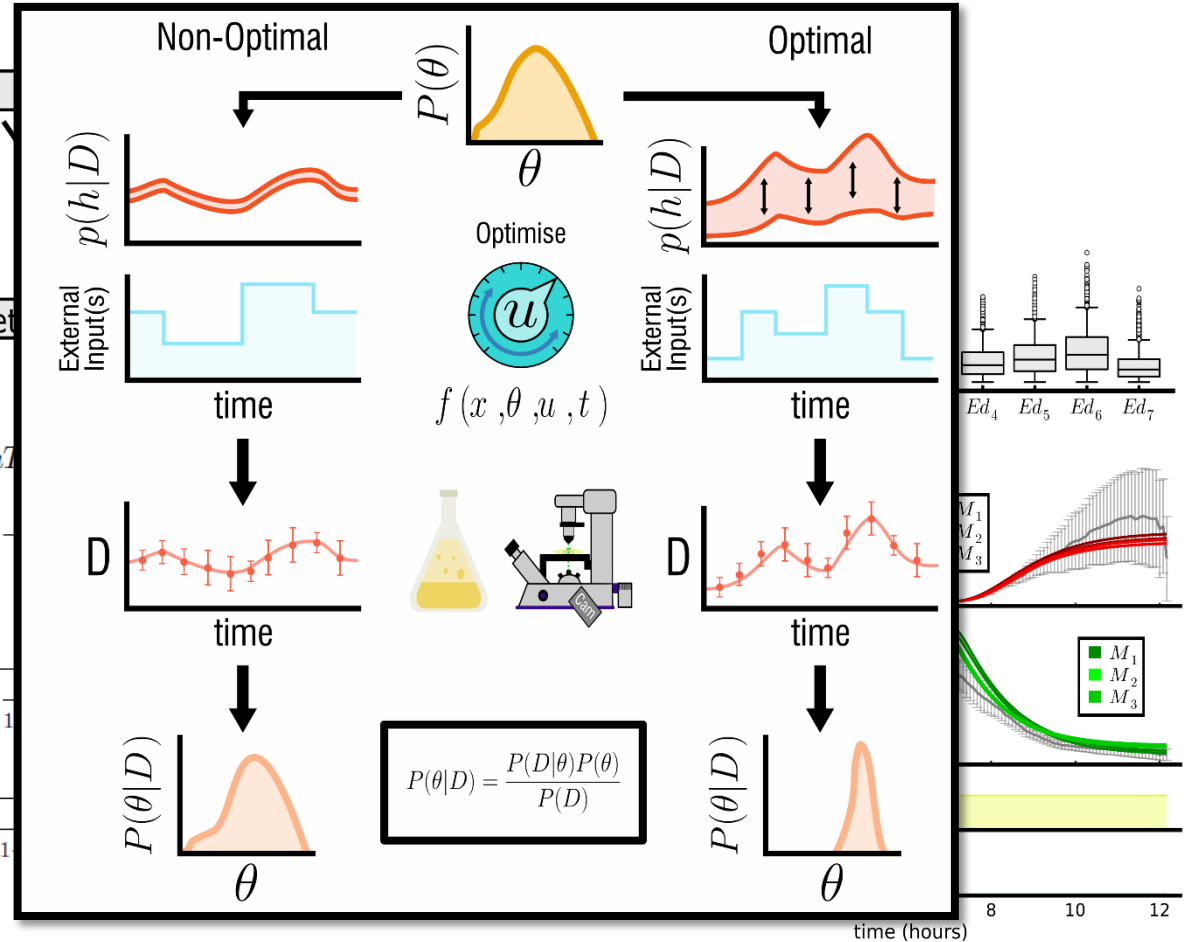 Non-Optimal
P(θ)
θ
Optimal
p(h|D)
p(h|D)
Optimise
u
External
Input(s)
External
Input(s)
time
f (x ,θ ,u ,t )
time
Ed₄ Ed₅ Ed₆ Ed₇
D
Cam
D
time
time
M₁
M₂
M₃
M₁
M₂
M₃
P(θ|D)
P(θ|D) = P(D|θ)P(θ) / P(D)
P(θ|D)
θ
θ
8 10 12
time (hours)